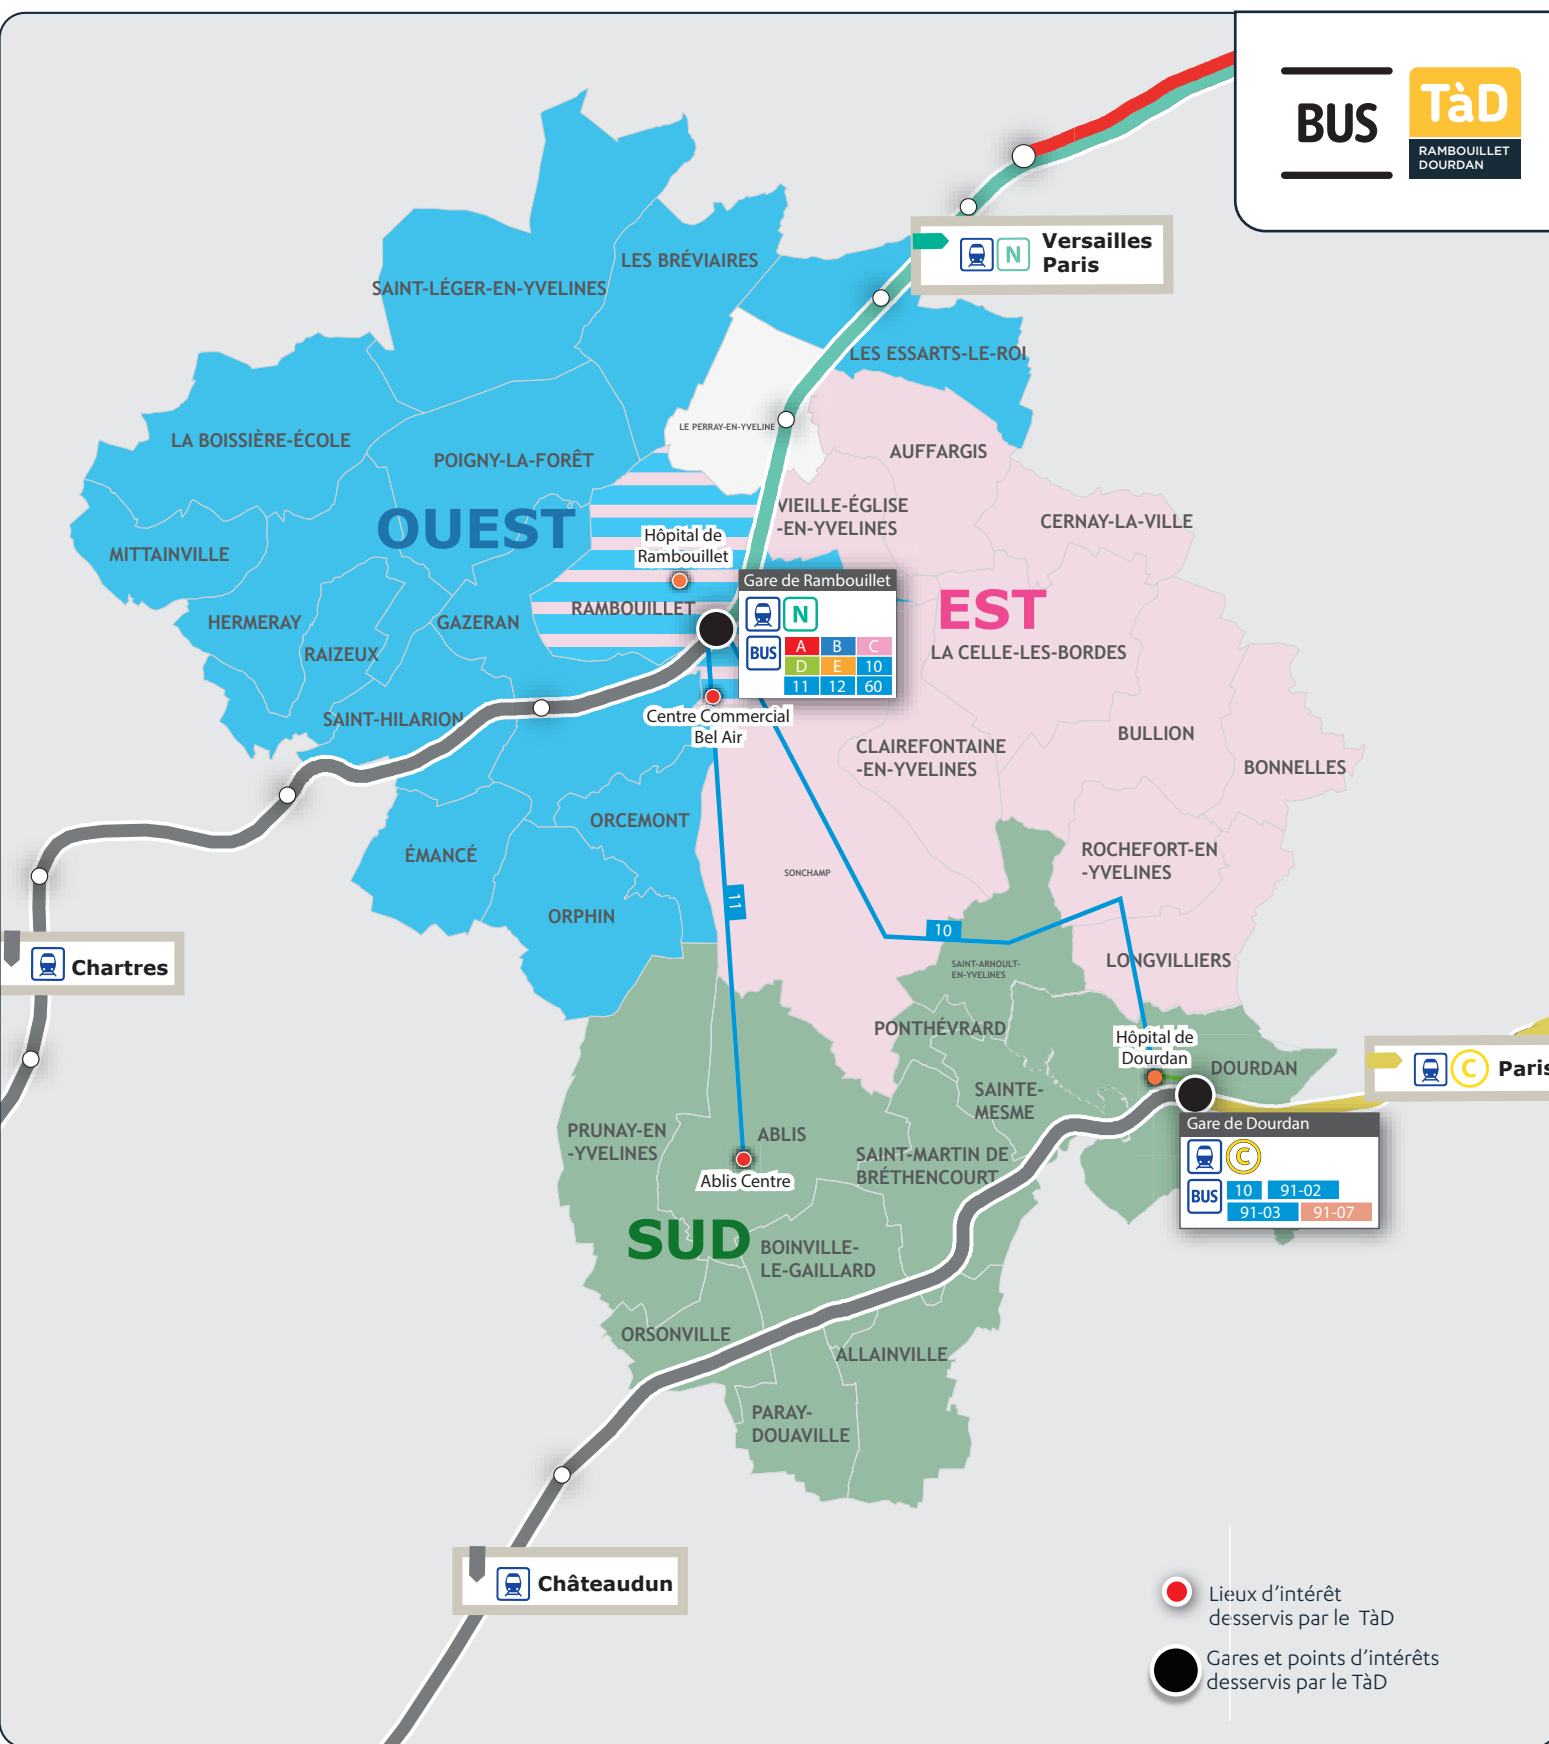 BUS
TàD
RAMBOUILLET
DOURDAN
Versailles
Paris
N
LES BRÉVIAIRES
SAINT-LÉGER-EN-YVELINES
LES ESSARTS-LE-ROI
LE PERRAY-EN-YVELINE
LA BOISSIÈRE-ÉCOLE
POIGNY-LA-FORÊT
AUFFARGIS
OUEST
VIEILLE-ÉGLISE
-EN-YVELINES
CERNAY-LA-VILLE
MITTAINVILLE
Hôpital de
Rambouillet
Gare de Rambouillet
N
BUS
A B C
D E 10
11 12 60
EST
HERMERAY
GAZERAN
RAMBOUILLET
RAIZEUX
LA CELLE-LES-BORDES
SAINT-HILARION
Centre Commercial
Bel Air
CLAIREFONTAINE
-EN-YVELINES
BULLION
BONNELLES
ORCEMONT
ÉMANCÉ
ROCHEFORT-EN
-YVELINES
SONCHAMP
11
ORPHIN
10
Chartres
SAINT-ARNOULT-
EN-YVELINES
LONGVILLIERS
PONTHÉVRARD
Hôpital de
Dourdan
DOURDAN
C
Paris
SAINTE-
MESME
Gare de Dourdan
C
BUS
10 91-02
91-03 91-07
PRUNAY-EN
-YVELINES
ABLIS
SAINT-MARTIN DE
BRÉTHENCOURT
Ablis Centre
SUD
BOINVILLE-
LE-GAILLARD
ORSONVILLE
ALLAINVILLE
PARAY-
DOUAVILLE
Châteaudun
Lieux d'intérêt
desservis par le TàD
Gares et points d'intérêts
desservis par le TàD